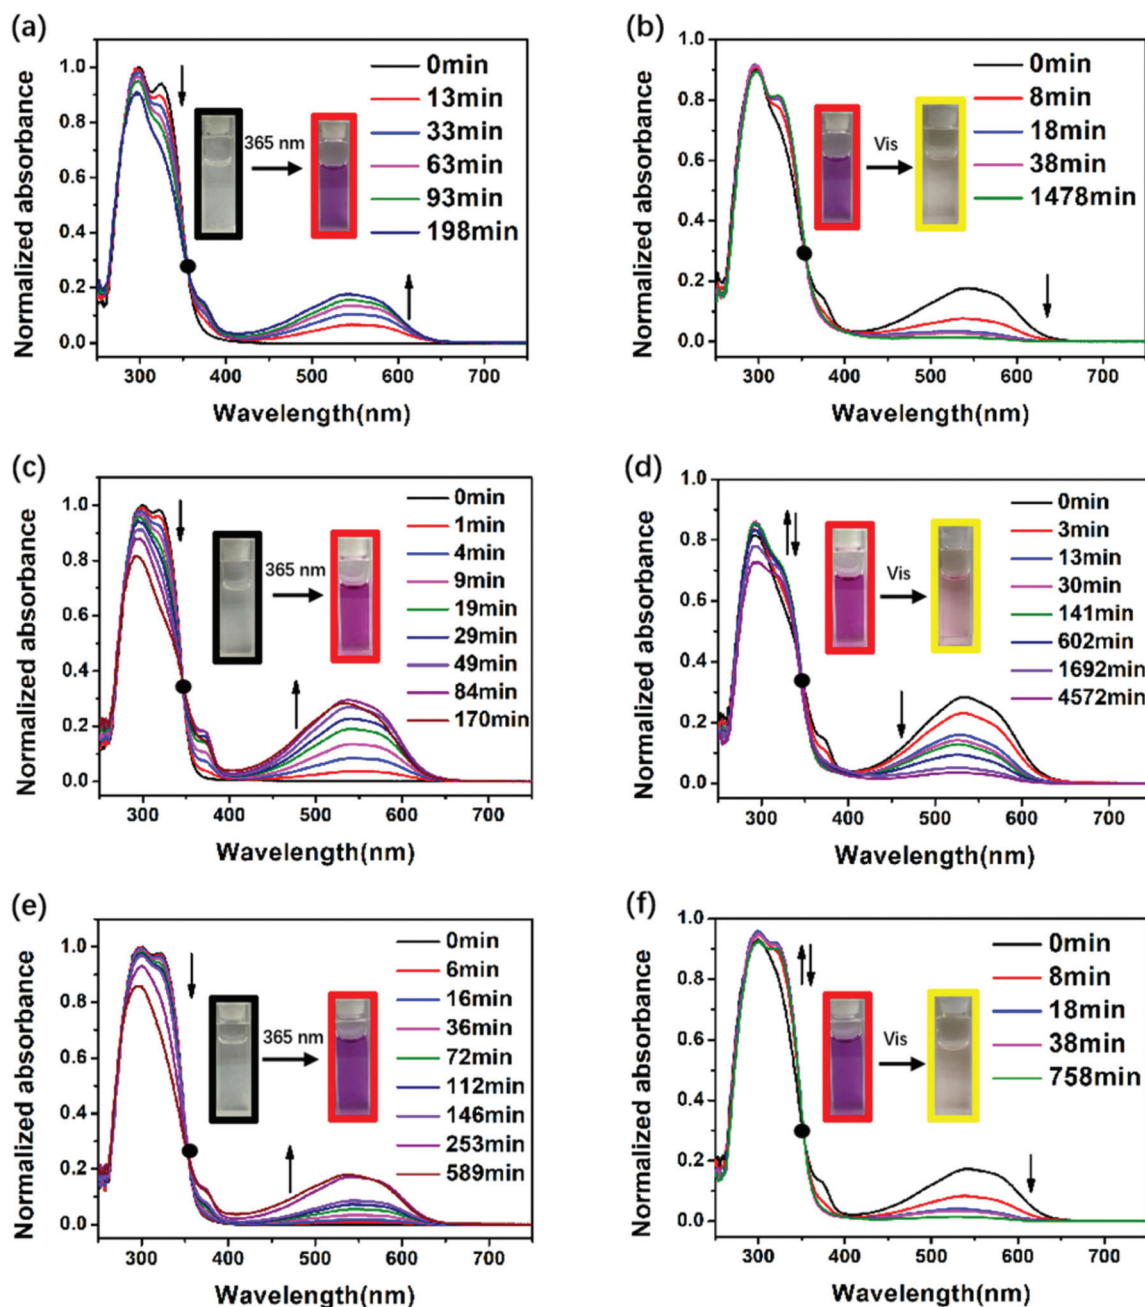 (a)
Normalized absorbance
1.0
0.8
0.6
0.4
0.2
0.0
300
400
500
600
700
Wavelength(nm)
365 nm
0min
13min
33min
63min
93min
198min
(b)
Normalized absorbance
1.0
0.8
0.6
0.4
0.2
0.0
300
400
500
600
700
Wavelength(nm)
Vis
0min
8min
18min
38min
1478min
(c)
Normalized absorbance
1.0
0.8
0.6
0.4
0.2
0.0
300
400
500
600
700
Wavelength(nm)
365 nm
0min
1min
4min
9min
19min
29min
49min
84min
170min
(d)
Normalized absorbance
1.0
0.8
0.6
0.4
0.2
0.0
300
400
500
600
700
Wavelength(nm)
Vis
0min
3min
13min
30min
141min
602min
1692min
4572min
(e)
Normalized absorbance
1.0
0.8
0.6
0.4
0.2
0.0
300
400
500
600
700
Wavelength(nm)
365 nm
0min
6min
16min
36min
72min
112min
146min
253min
589min
(f)
Normalized absorbance
1.0
0.8
0.6
0.4
0.2
0.0
300
400
500
600
700
Wavelength(nm)
Vis
0min
8min
18min
38min
758min